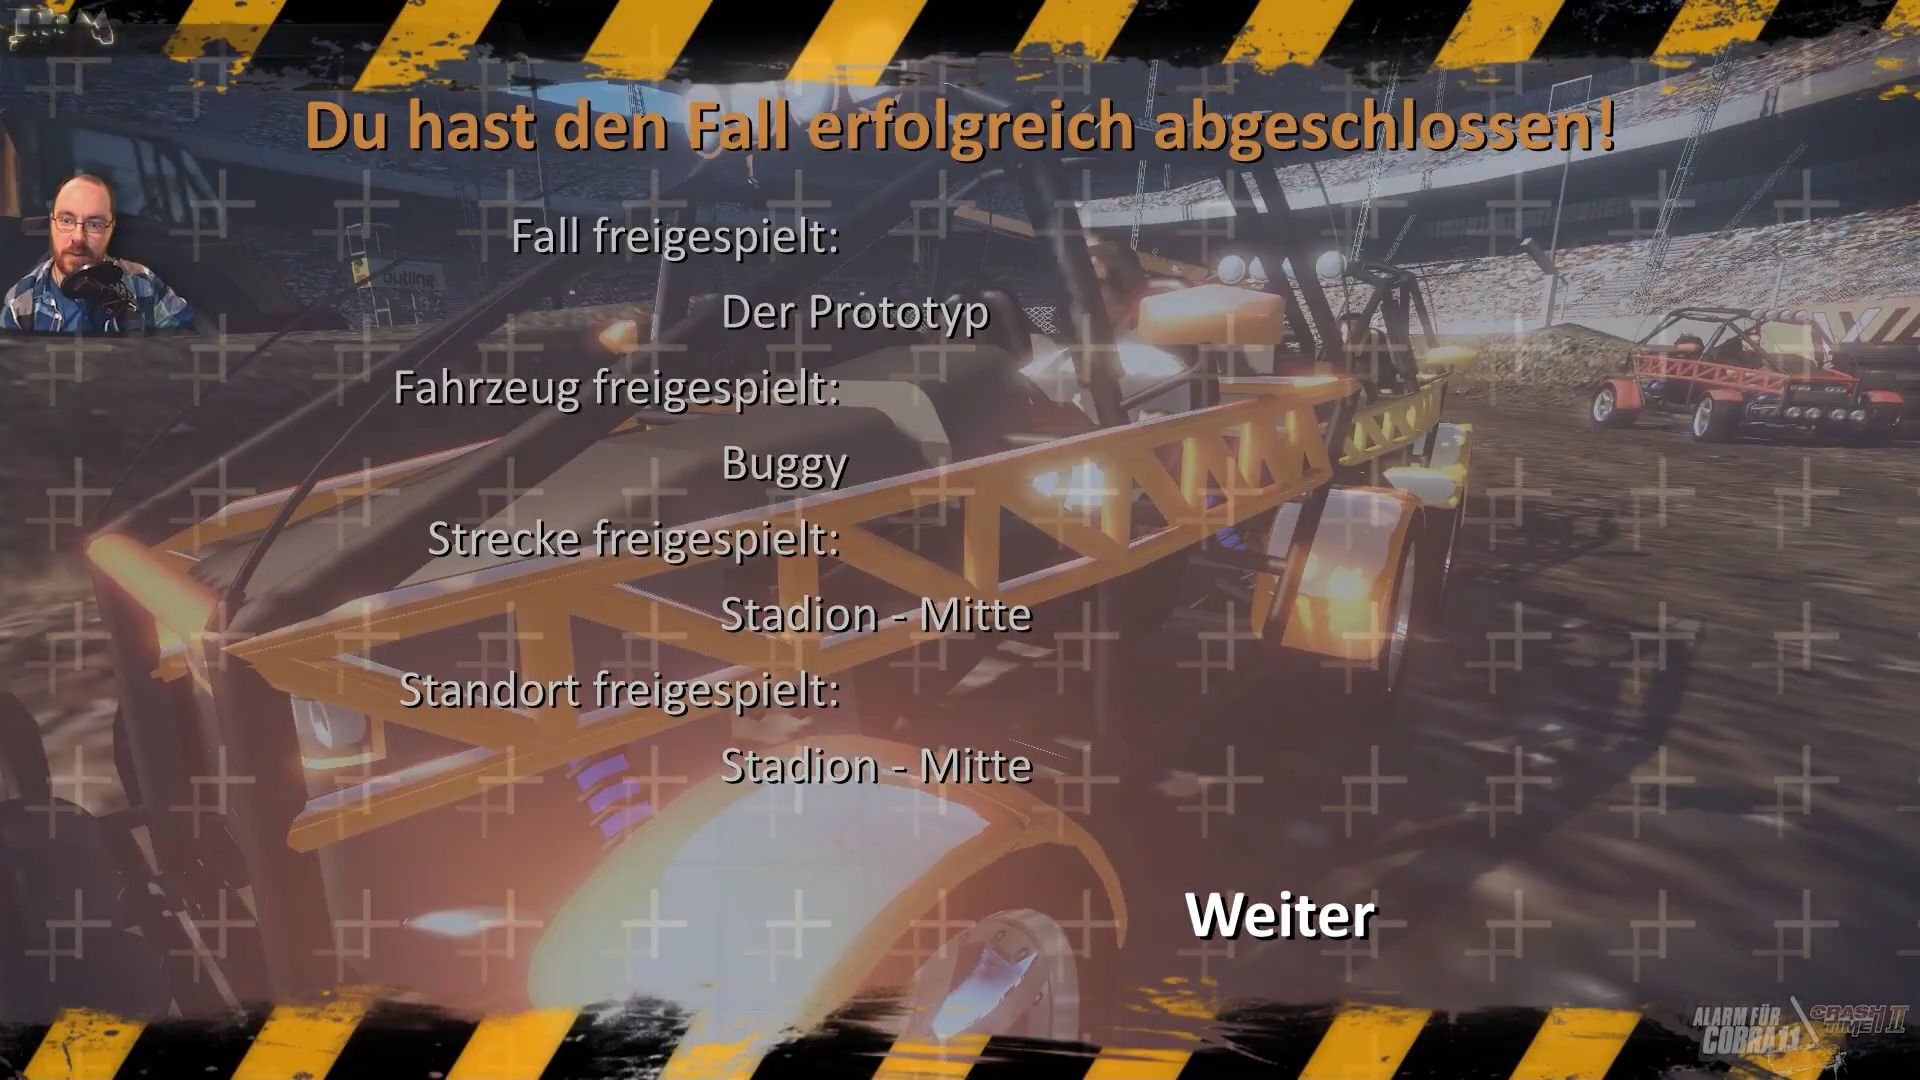 Du hast den Fall erfolgreich abgeschlossen!
Fall freigespielt:
Der Prototyp
Fahrzeug freigespielt:
outline
Buggy
Strecke freigespielt:
Stadion - Mitte
Standort freigespielt:
Stadion - Mitte
Weiter
ALARM FÜR
COBRA 11
CRASH
TIME II